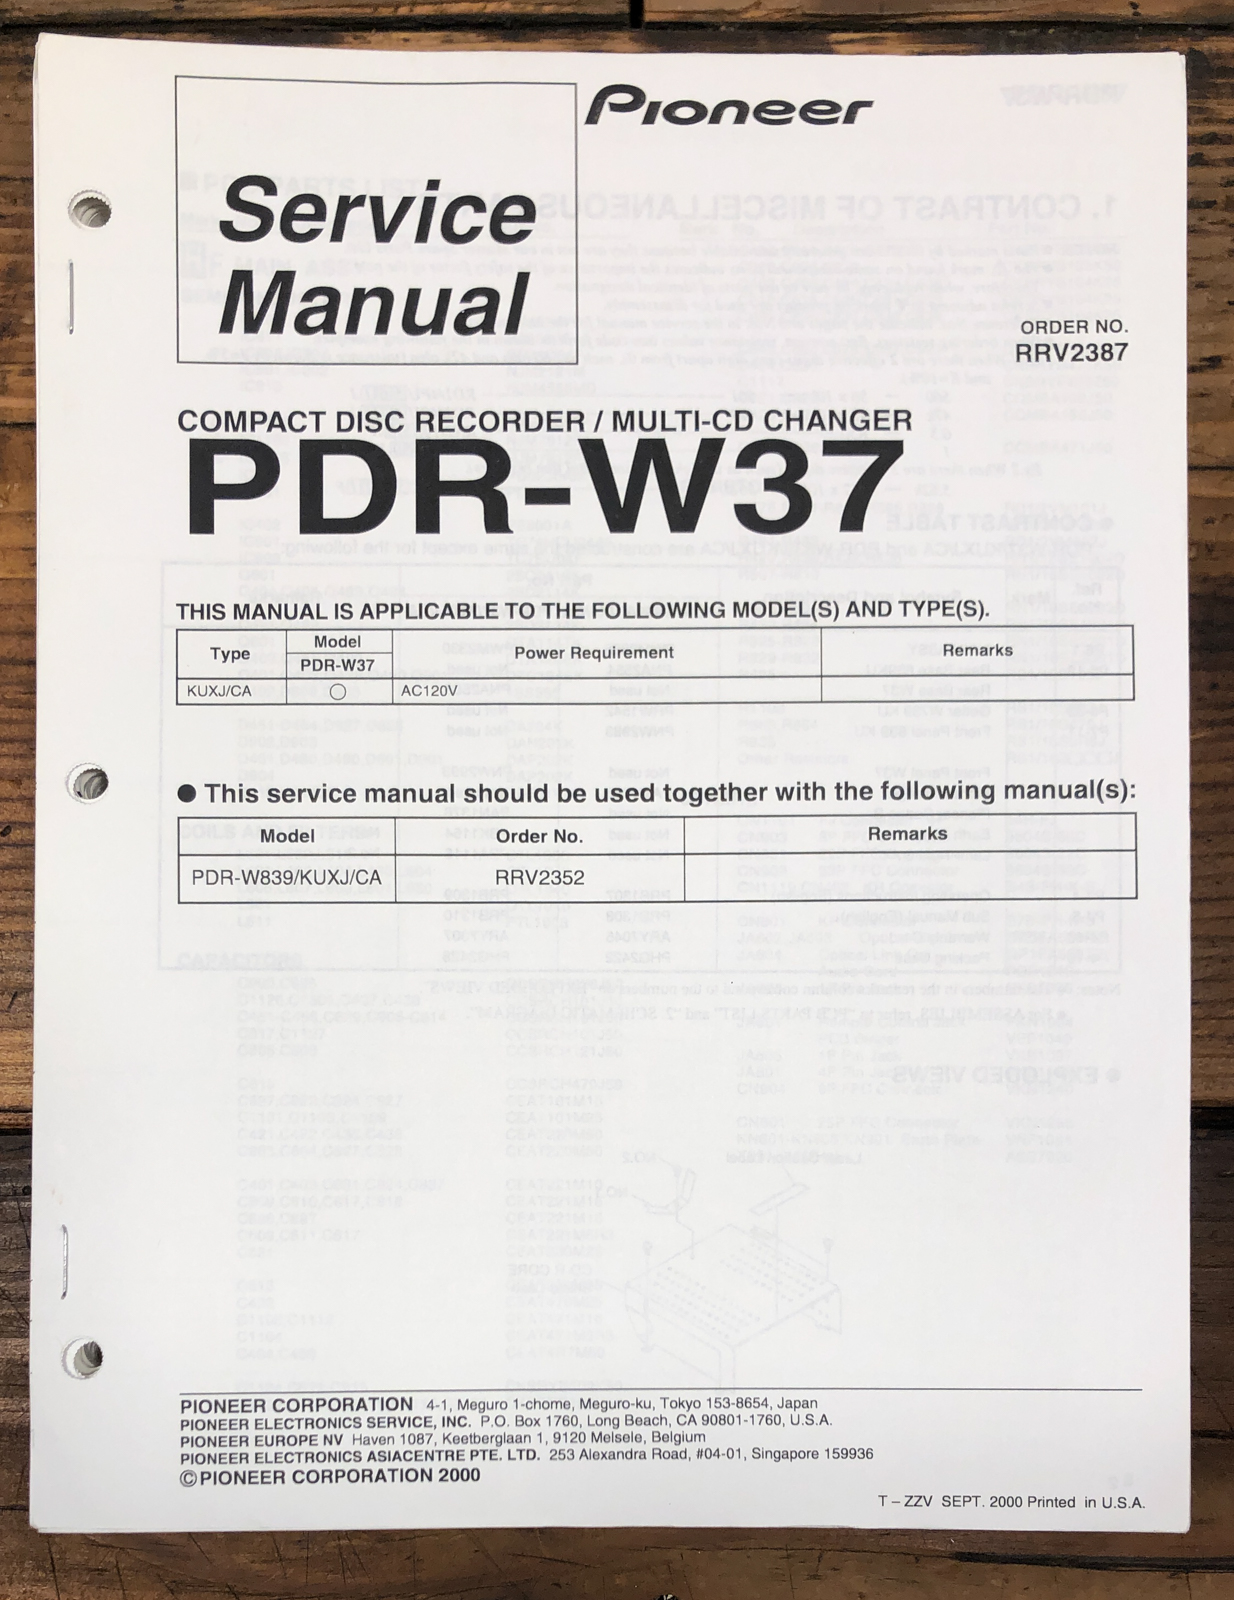 Pioneer
Service
Manual
ORDER NO.
RRV2387
COMPACT DISC RECORDER / MULTI-CD CHANGER
PDR-W37
THIS MANUAL IS APPLICABLE TO THE FOLLOWING MODEL(S) AND TYPE(S).
Type Model Power Requirement Remarks
PDR-W37
KUXJ/CA ○ AC120V
● This service manual should be used together with the following manual(s):
Model Order No. Remarks
PDR-W839/KUXJ/CA RRV2352
PIONEER CORPORATION 4-1, Meguro 1-chome, Meguro-ku, Tokyo 153-8654, Japan
PIONEER ELECTRONICS SERVICE, INC. P.O. Box 1760, Long Beach, CA 90801-1760, U.S.A.
PIONEER EUROPE NV Haven 1087, Keetberglaan 1, 9120 Melsele, Belgium
PIONEER ELECTRONICS ASIACENTRE PTE. LTD. 253 Alexandra Road, #04-01, Singapore 159936
©PIONEER CORPORATION 2000
T – ZZV SEPT. 2000 Printed in U.S.A.